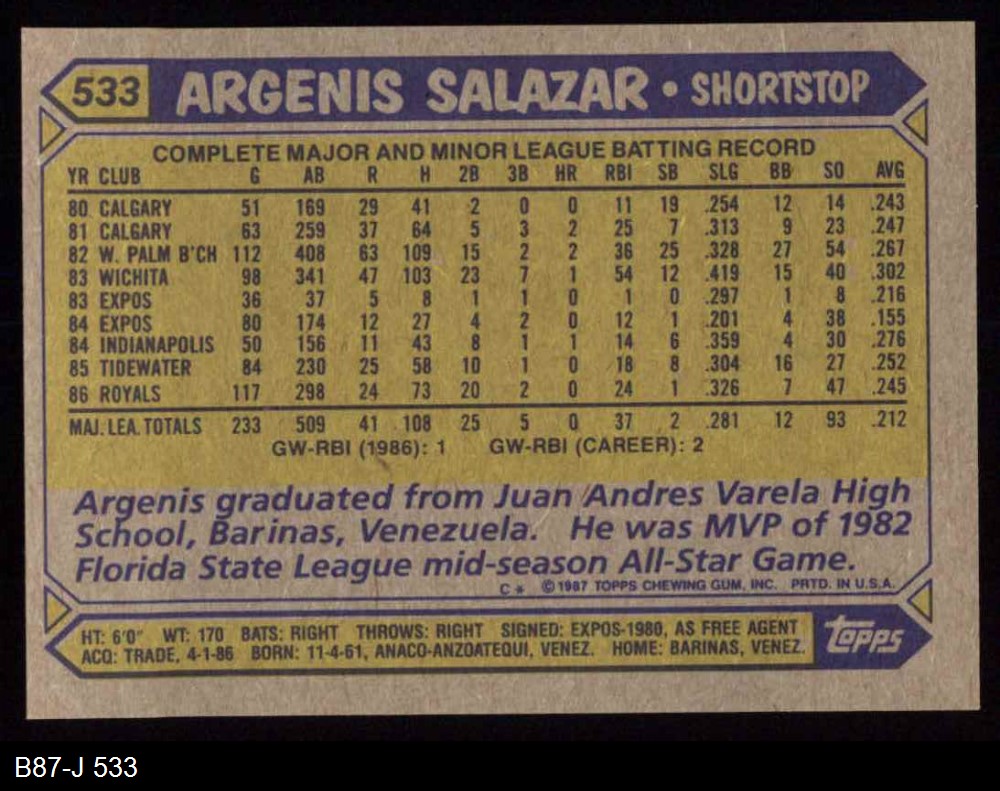 533 ARGENIS SALAZAR • SHORTSTOP
COMPLETE MAJOR AND MINOR LEAGUE BATTING RECORD
YR CLUB G AB R H 2B 3B HR RBI SB SLG BB SO AVG
80 CALGARY 51 169 29 41 2 0 0 11 19 .254 12 14 .243
81 CALGARY 63 259 37 64 5 3 2 25 7 .313 9 23 .247
82 W. PALM B'CH 112 408 63 109 15 2 2 36 25 .328 27 54 .267
83 WICHITA 98 341 47 103 23 7 1 54 12 .419 15 40 .302
83 EXPOS 36 37 5 8 1 1 0 1 0 .297 1 8 .216
84 EXPOS 80 174 12 27 4 2 0 12 1 .201 4 38 .155
84 INDIANAPOLIS 50 156 11 43 8 1 1 14 6 .359 4 30 .276
85 TIDEWATER 84 230 25 58 10 1 0 18 8 .304 16 27 .252
86 ROYALS 117 298 24 73 20 2 0 24 1 .326 7 47 .245
MAJ. LEA. TOTALS 233 509 41 108 25 5 0 37 2 .281 12 93 .212
GW-RBI (1986): 1 GW-RBI (CAREER): 2
Argenis graduated from Juan Andres Varela High
School, Barinas, Venezuela. He was MVP of 1982
Florida State League mid-season All-Star Game.
C* ©1987 TOPPS CHEWING GUM, INC. PRTD. IN U.S.A.
HT: 6'0" WT: 170 BATS: RIGHT THROWS: RIGHT SIGNED: EXPOS-1980, AS FREE AGENT
ACQ: TRADE, 4-1-86 BORN: 11-4-61, ANACO-ANZOATEQUI, VENEZ. HOME: BARINAS, VENEZ.
topps
B87-J 533